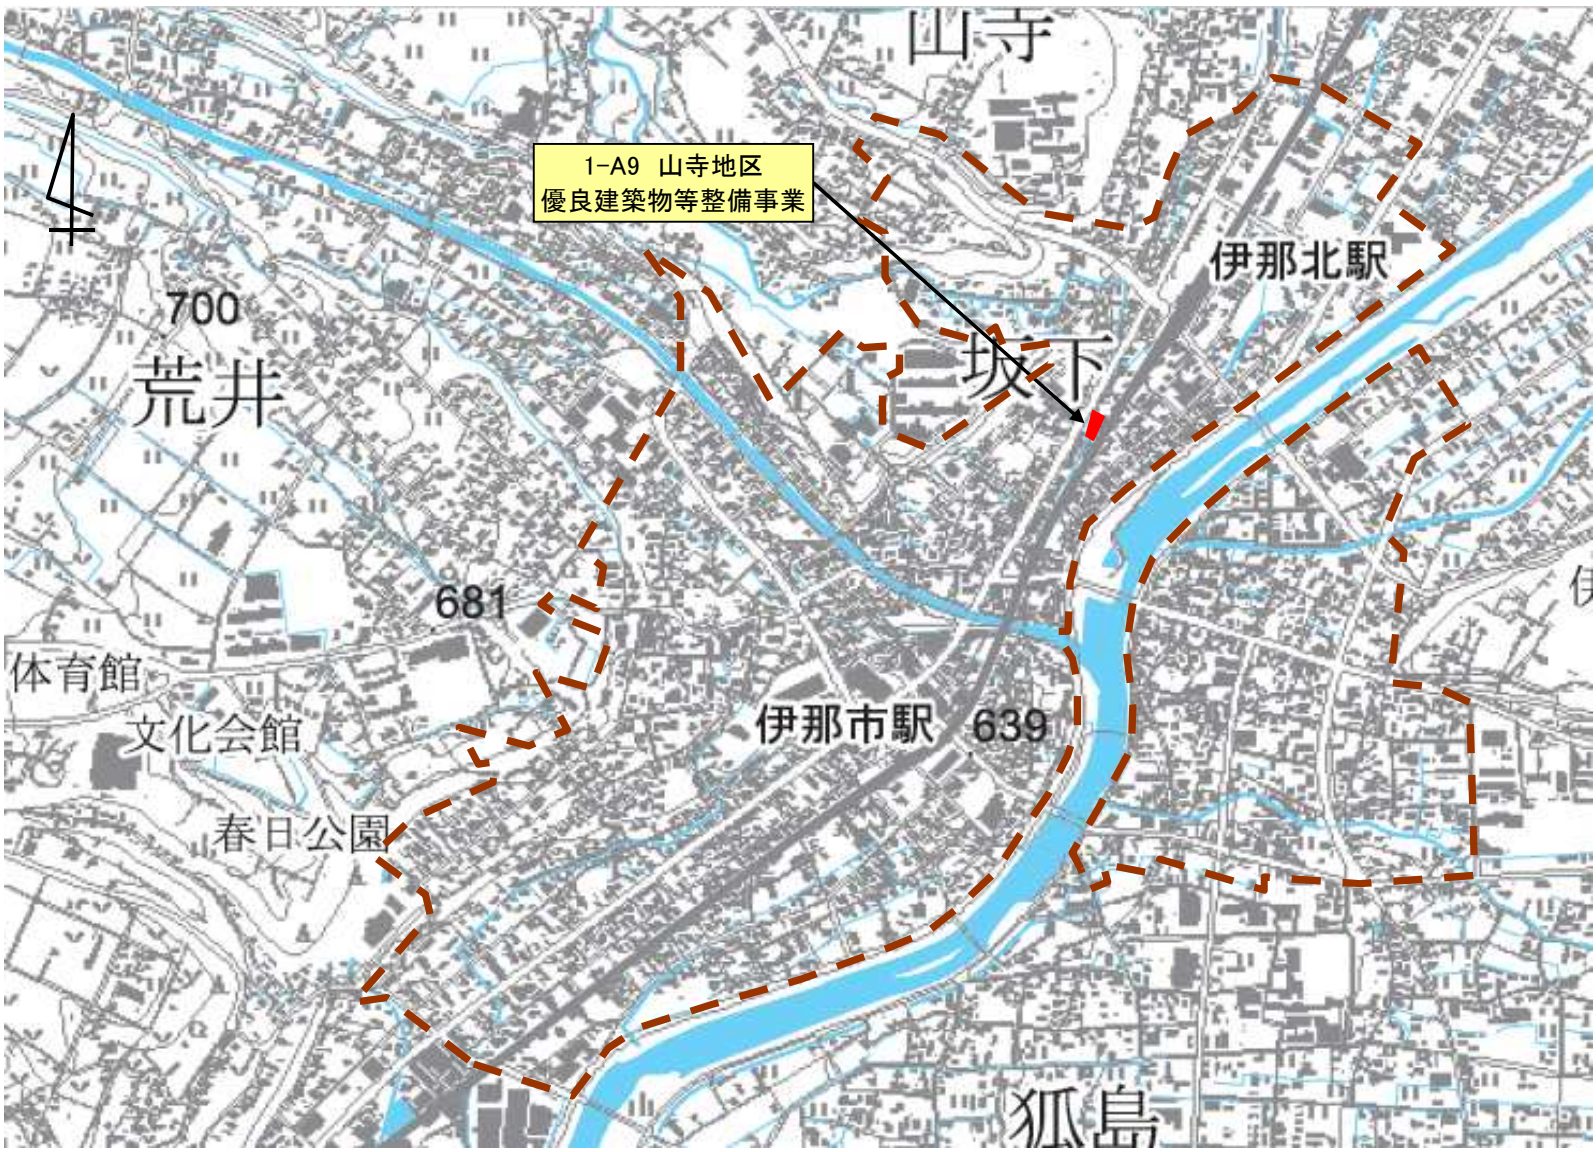 山寺
1-A9 山寺地区
優良建築物等整備事業
伊那北駅
700
荒井
坂下
681
体育館
文化会館
伊那市駅
639
春日公園
狐島